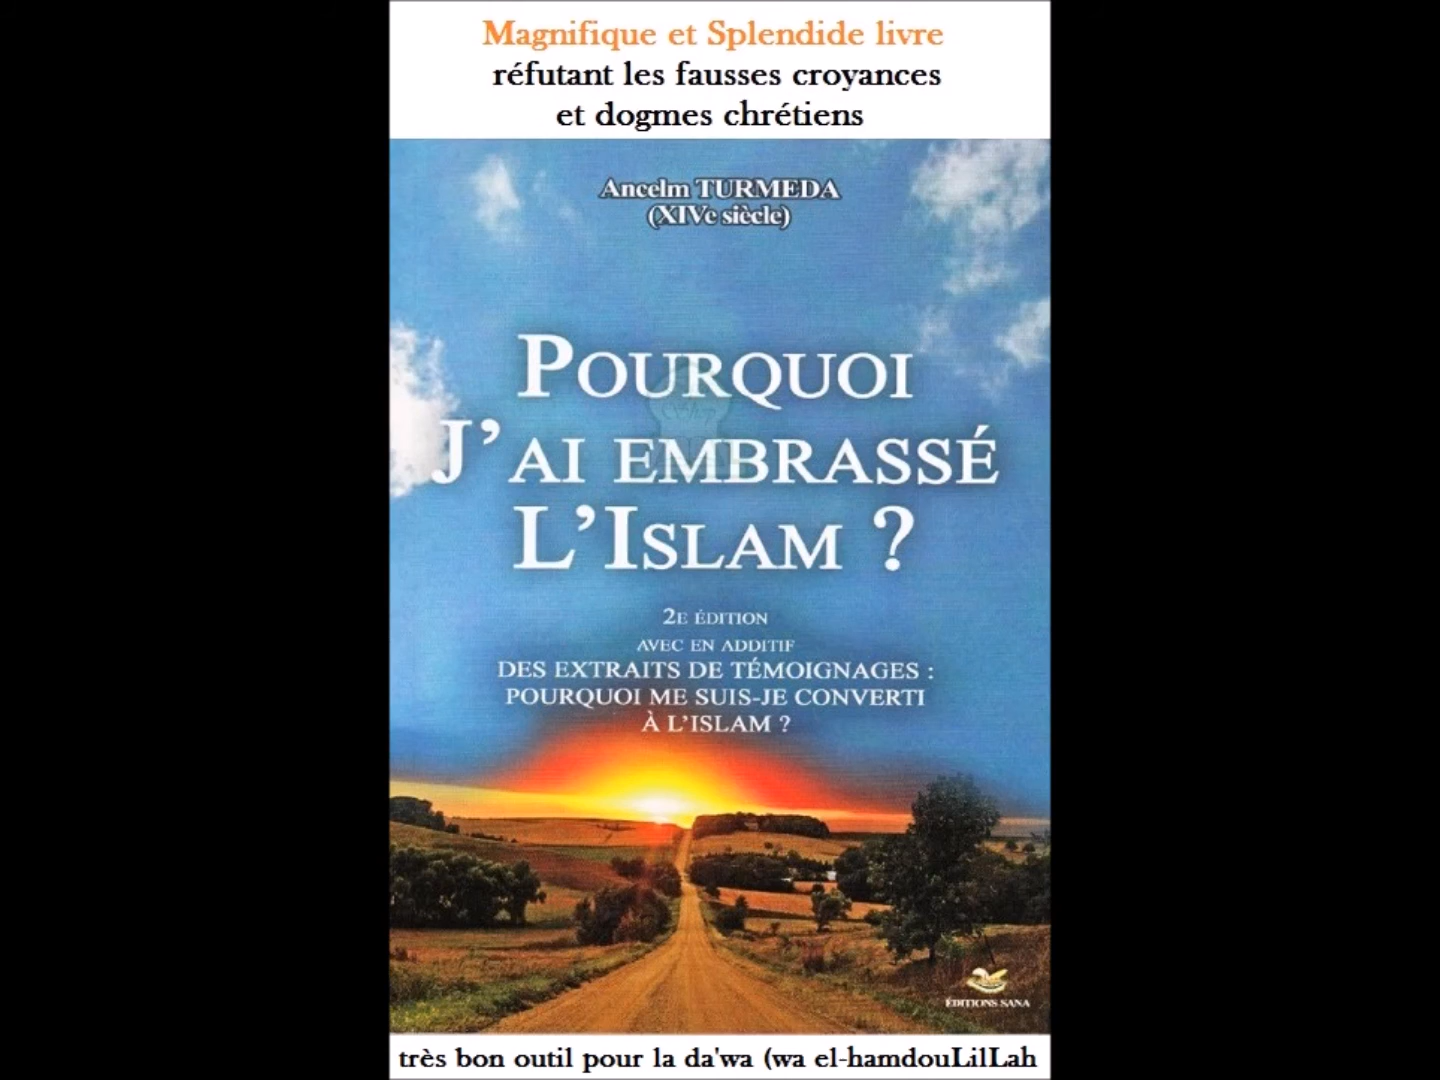 Magnifique et Splendide livre
réfutant les fausses croyances
et dogmes chrétiens
Ancelm TURMEDA
(XIVe siècle)
POURQUOI
J'AI EMBRASSÉ
L'ISLAM ?
2E ÉDITION
AVEC EN ADDITIF
DES EXTRAITS DE TÉMOIGNAGES :
POURQUOI ME SUIS-JE CONVERTI
À L'ISLAM ?
ÉDITIONS SANA
très bon outil pour la da'wa (wa el-hamdouLilLah